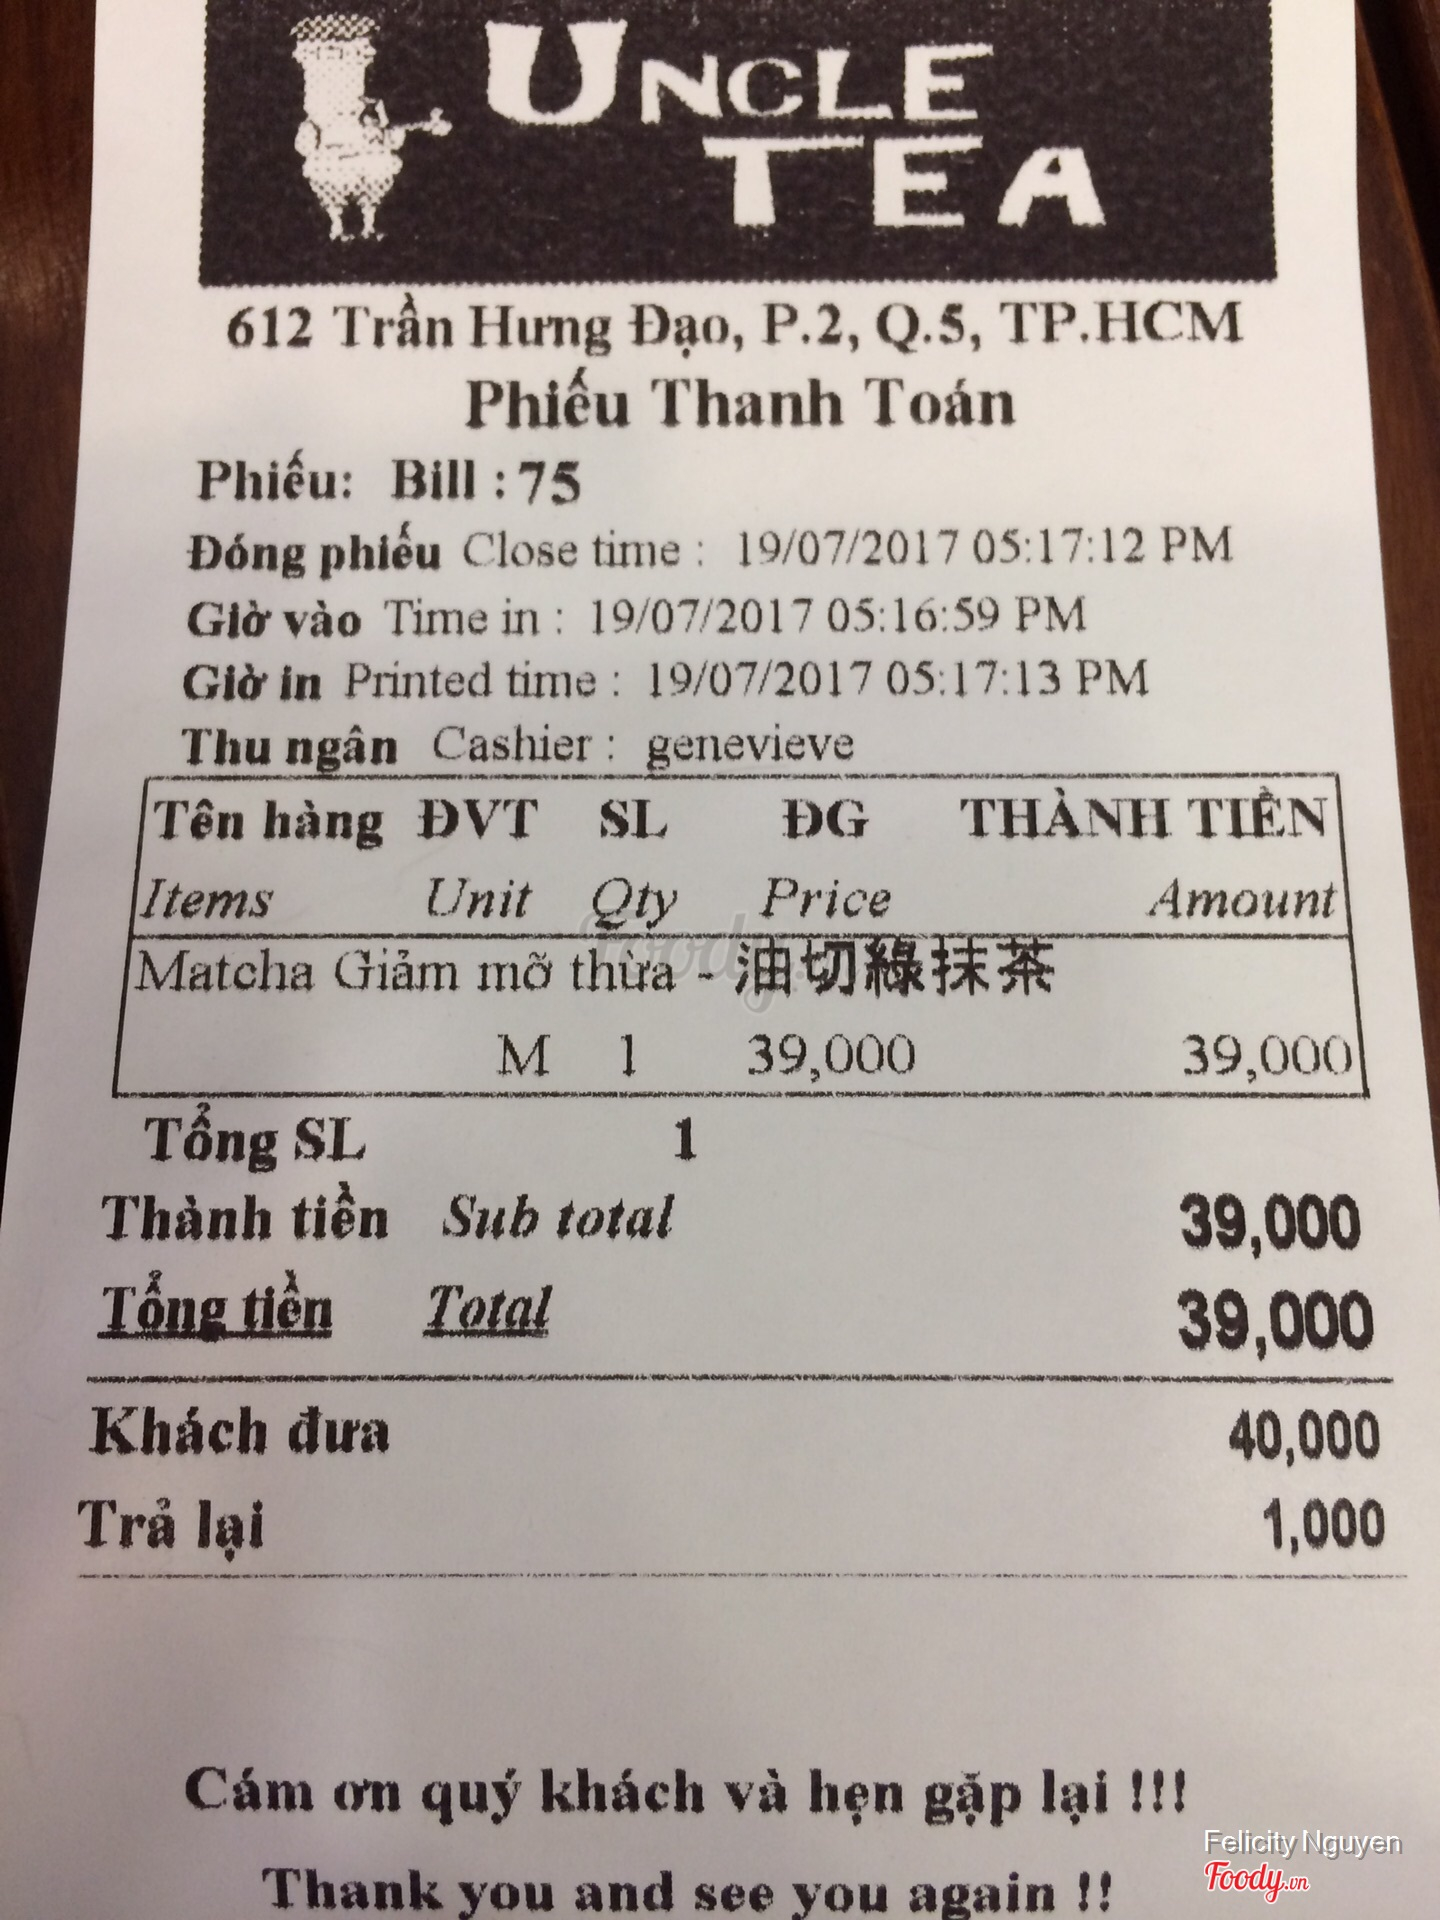 UNCLE
TEA
612 Trần Hưng Đạo, P.2, Q.5, TP.HCM
Phiếu Thanh Toán
Phiếu: Bill : 75
Đóng phiếu Close time : 19/07/2017 05:17:12 PM
Giờ vào Time in : 19/07/2017 05:16:59 PM
Giờ in Printed time : 19/07/2017 05:17:13 PM
Thu ngân Cashier : genevieve
Tên hàng ĐVT SL ĐG THÀNH TIỀN
Items Unit Qty Price Amount
Matcha Giảm mỡ thừa - 油切綠抹茶
M 1 39,000 39,000
Tổng SL 1
Thành tiền Sub total 39,000
Tổng tiền Total 39,000
Khách đưa 40,000
Trả lại 1,000
Cám ơn quý khách và hẹn gặp lại !!!
Thank you and see you again !!
Felicity Nguyen
Foody.vn